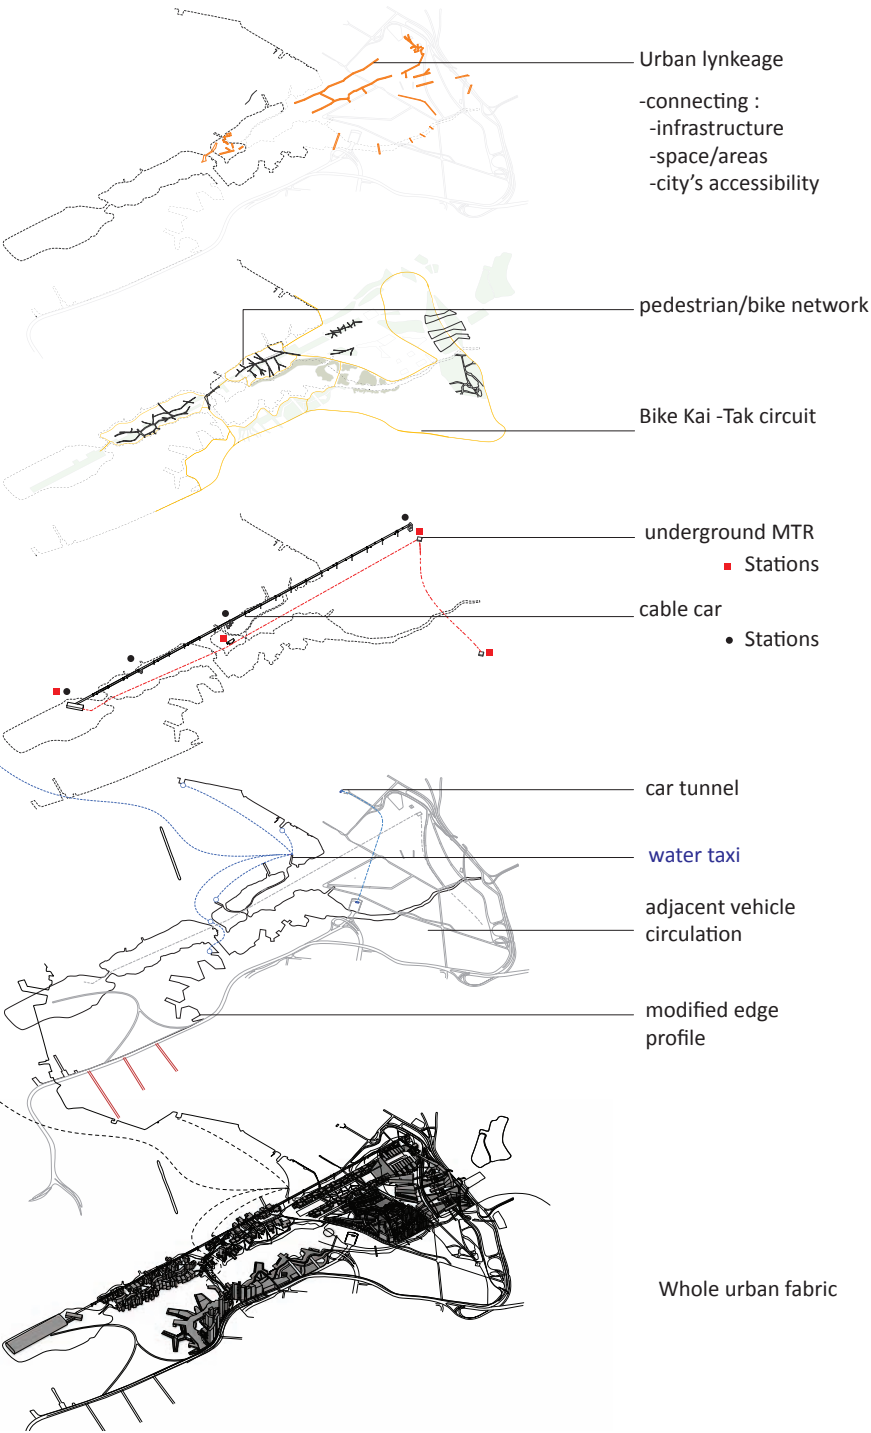 Urban lynkeage
-connecting :
-infrastructure
-space/areas
-city's accessibility
pedestrian/bike network
Bike Kai -Tak circuit
underground MTR
Stations
cable car
Stations
car tunnel
water taxi
adjacent vehicle
circulation
modified edge
profile
Whole urban fabric